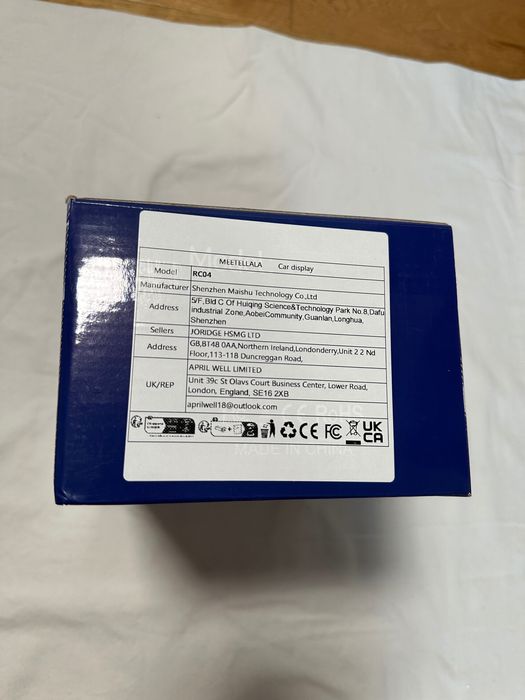 MEETELLALA Car display
Model RC04
Manufacturer Shenzhen Maishu Technology Co.,Ltd
Address 5/F,Bld C Of Huiqing Science&Technology Park No.8,Dafu
industrial Zone,AobeiCommunity,Guanlan,Longhua,
Shenzhen
Sellers JORIDGE HSMG LTD
Address GB,BT48 0AA,Northern Ireland,Londonderry,Unit 2 2 Nd
Floor,113-118 Duncreggan Road,
UK/REP APRIL WELL LIMITED
Unit 39c St Olavs Court Business Center, Lower Road,
London, England, SE16 2XB
aprilwell18@outlook.com
CE RoHS
CE FC UK
CA
MADE IN CHINA